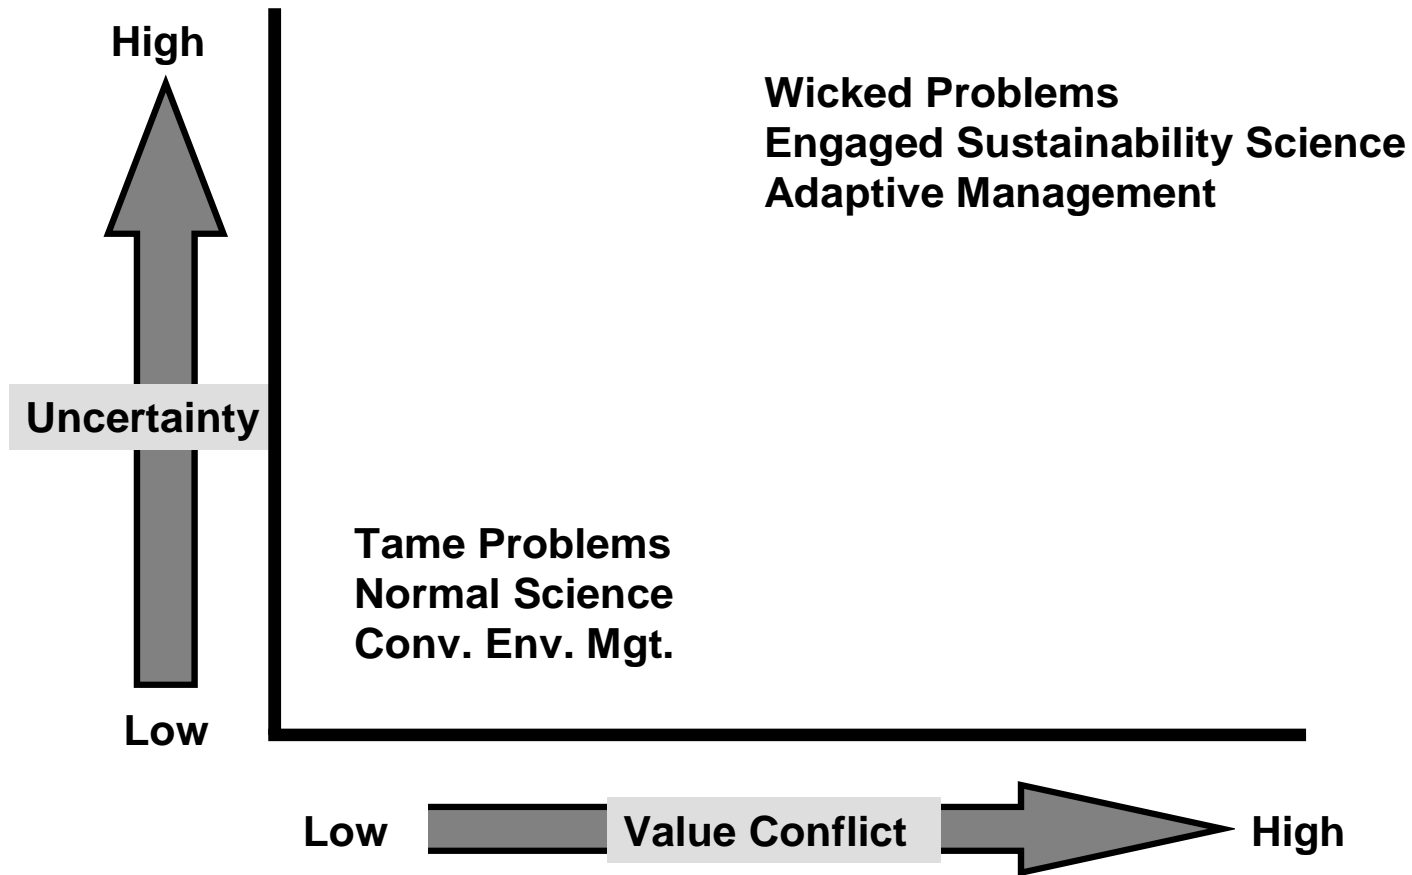 High
Wicked Problems
Engaged Sustainability Science
Adaptive Management
Uncertainty
Tame Problems
Normal Science
Conv. Env. Mgt.
Low
Low
Value Conflict
High